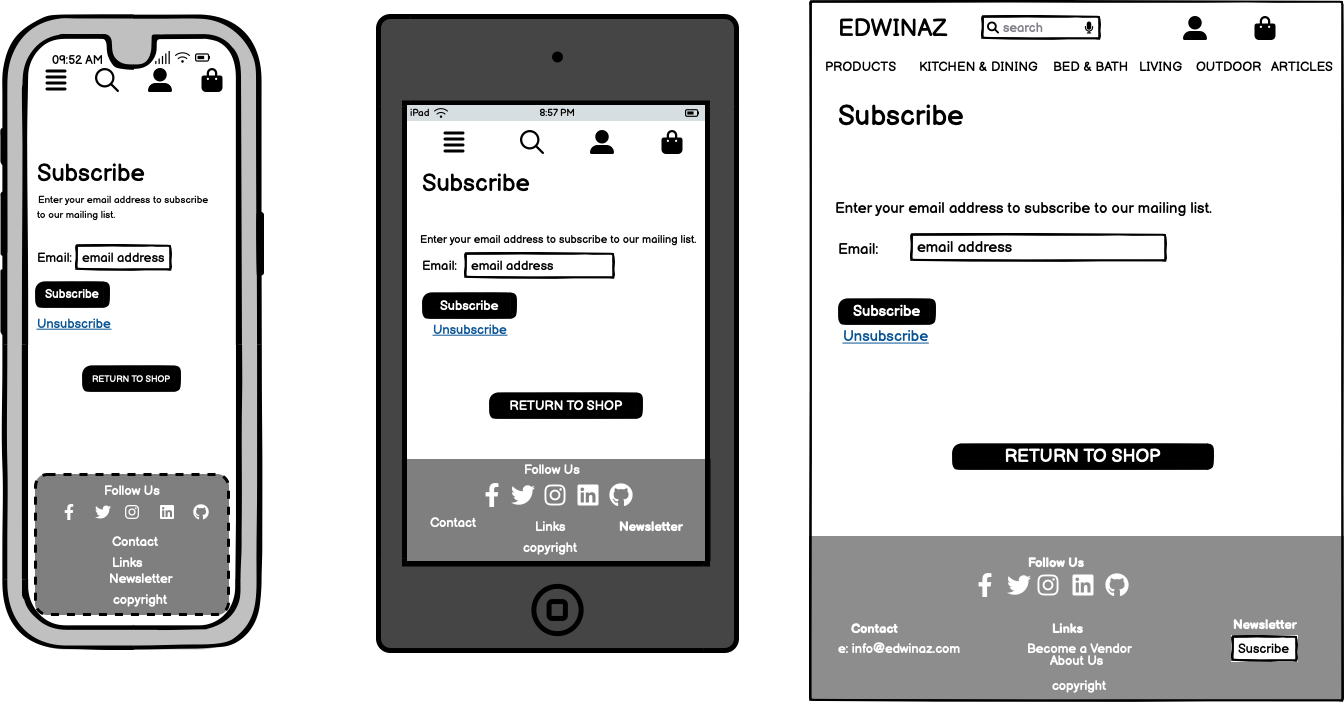 09:52 AM
Subscribe
Enter your email address to subscribe
to our mailing list.
Email: email address
Subscribe
Unsubscribe
RETURN TO SHOP
Follow Us
Contact
Links
Newsletter
copyright
iPad 8:57 PM
Subscribe
Enter your email address to subscribe to our mailing list.
Email: email address
Subscribe
Unsubscribe
RETURN TO SHOP
Follow Us
Contact Links Newsletter
copyright
EDWINAZ search
PRODUCTS KITCHEN & DINING BED & BATH LIVING OUTDOOR ARTICLES
Subscribe
Enter your email address to subscribe to our mailing list.
Email: email address
Subscribe
Unsubscribe
RETURN TO SHOP
Follow Us
Contact Links Newsletter
e: info@edwinaz.com Become a Vendor Suscribe
About Us
copyright